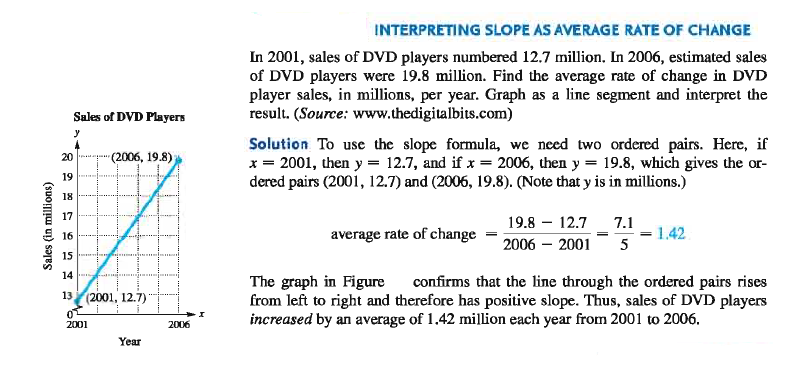 INTERPRETING SLOPE AS AVERAGE RATE OF CHANGE
In 2001, sales of DVD players numbered 12.7 million. In 2006, estimated sales
of DVD players were 19.8 million. Find the average rate of change in DVD
player sales, in millions, per year. Graph as a line segment and interpret the
result. (Source: www.thedigitalbits.com)
Solution To use the slope formula, we need two ordered pairs. Here, if
x = 2001, then y = 12.7, and if x = 2006, then y = 19.8, which gives the or-
dered pairs (2001, 12.7) and (2006, 19.8). (Note that y is in millions.)
average rate of change = (19.8 − 12.7)/(2006 − 2001) = 7.1/5 = 1.42
The graph in Figure confirms that the line through the ordered pairs rises
from left to right and therefore has positive slope. Thus, sales of DVD players
increased by an average of 1.42 million each year from 2001 to 2006.
Sales of DVD Players
y
20
19
18
17
16
15
14
13
0
(2006, 19.8)
(2001, 12.7)
x
2001 2006
Year
Sales (in millions)